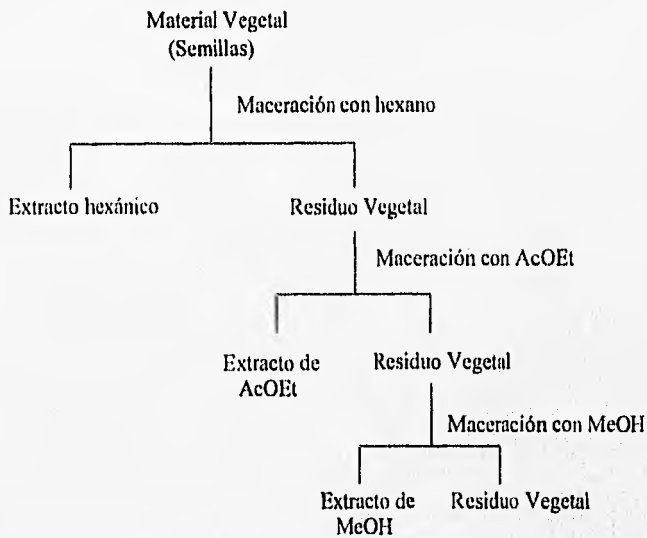 Material Vegetal
(Semillas)
Maceración con hexano
Extracto hexánico
Residuo Vegetal
Maceración con AcOEt
Extracto de
AcOEt
Residuo Vegetal
Maceración con MeOH
Extracto de
MeOH
Residuo Vegetal